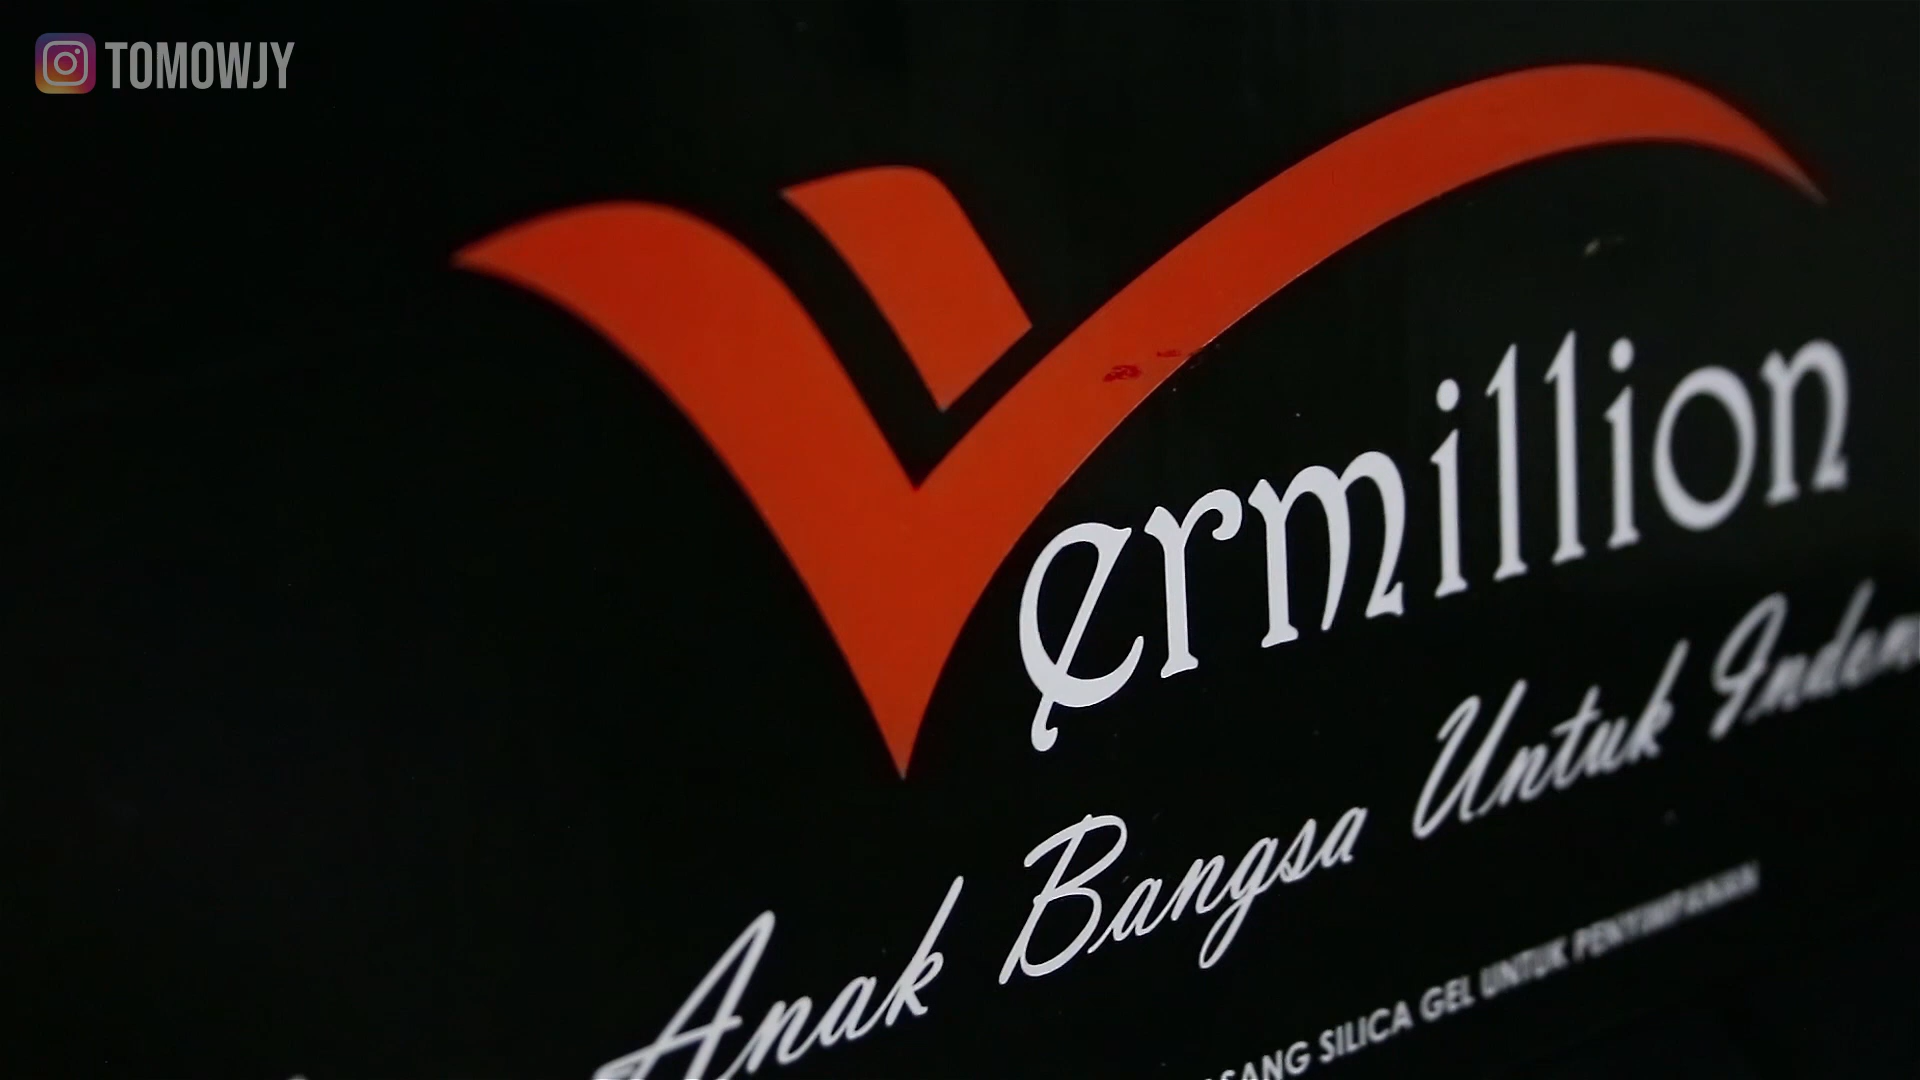 TOMOWJY
Vermillion
Anak Bangsa Untuk
SILICA GEL UNTUK PENYIMPANAN